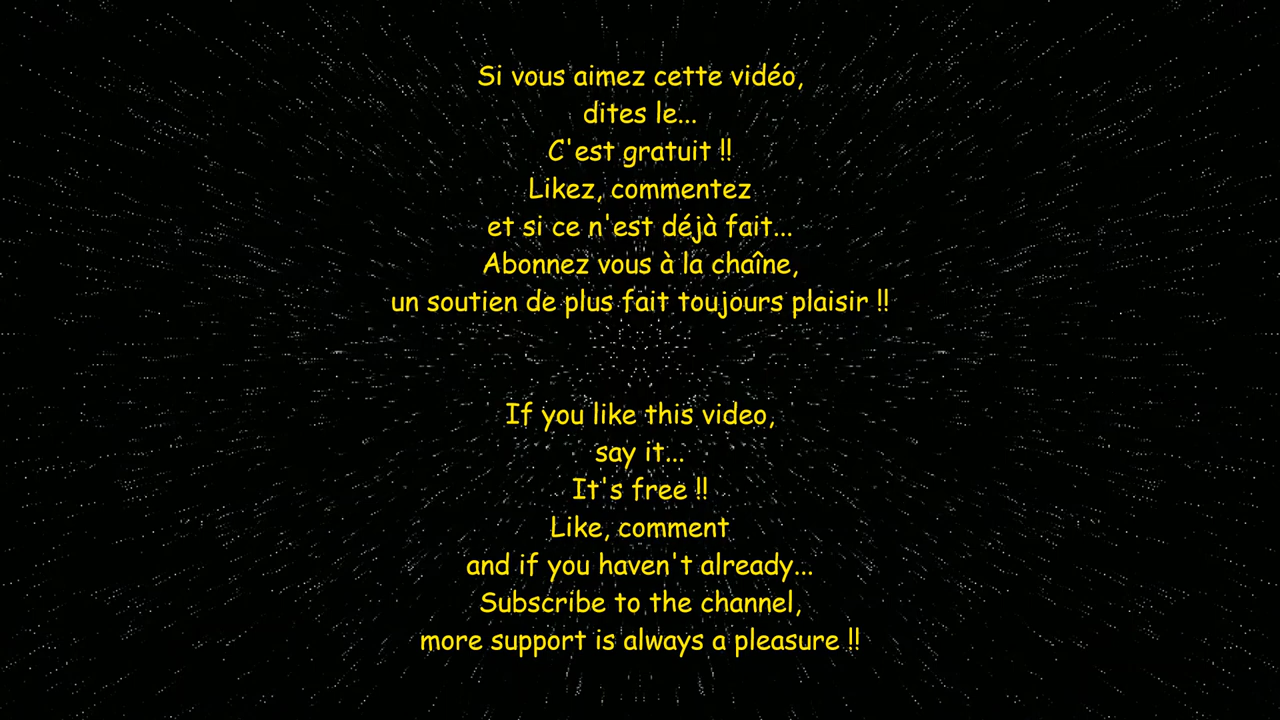 Si vous aimez cette vidéo,
dites le...
C'est gratuit !!
Likez, commentez
et si ce n'est déjà fait...
Abonnez vous à la chaîne,
un soutien de plus fait toujours plaisir !!
If you like this video,
say it...
It's free !!
Like, comment
and if you haven't already...
Subscribe to the channel,
more support is always a pleasure !!